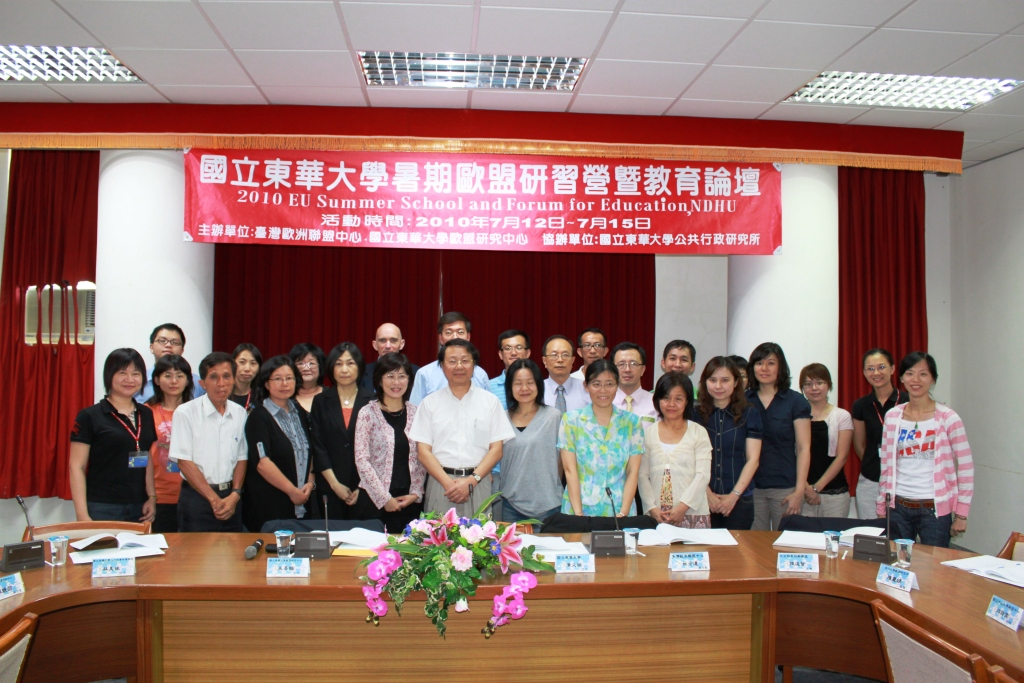 國立東華大學暑期歐盟研習營暨教育論壇
2010 EU Summer School and Forum for Education,NDHU
活動時間:2010年7月12日~7月15日
主辦單位:臺灣歐洲聯盟中心、國立東華大學歐盟研究中心 協辦單位:國立東華大學公共行政研究所